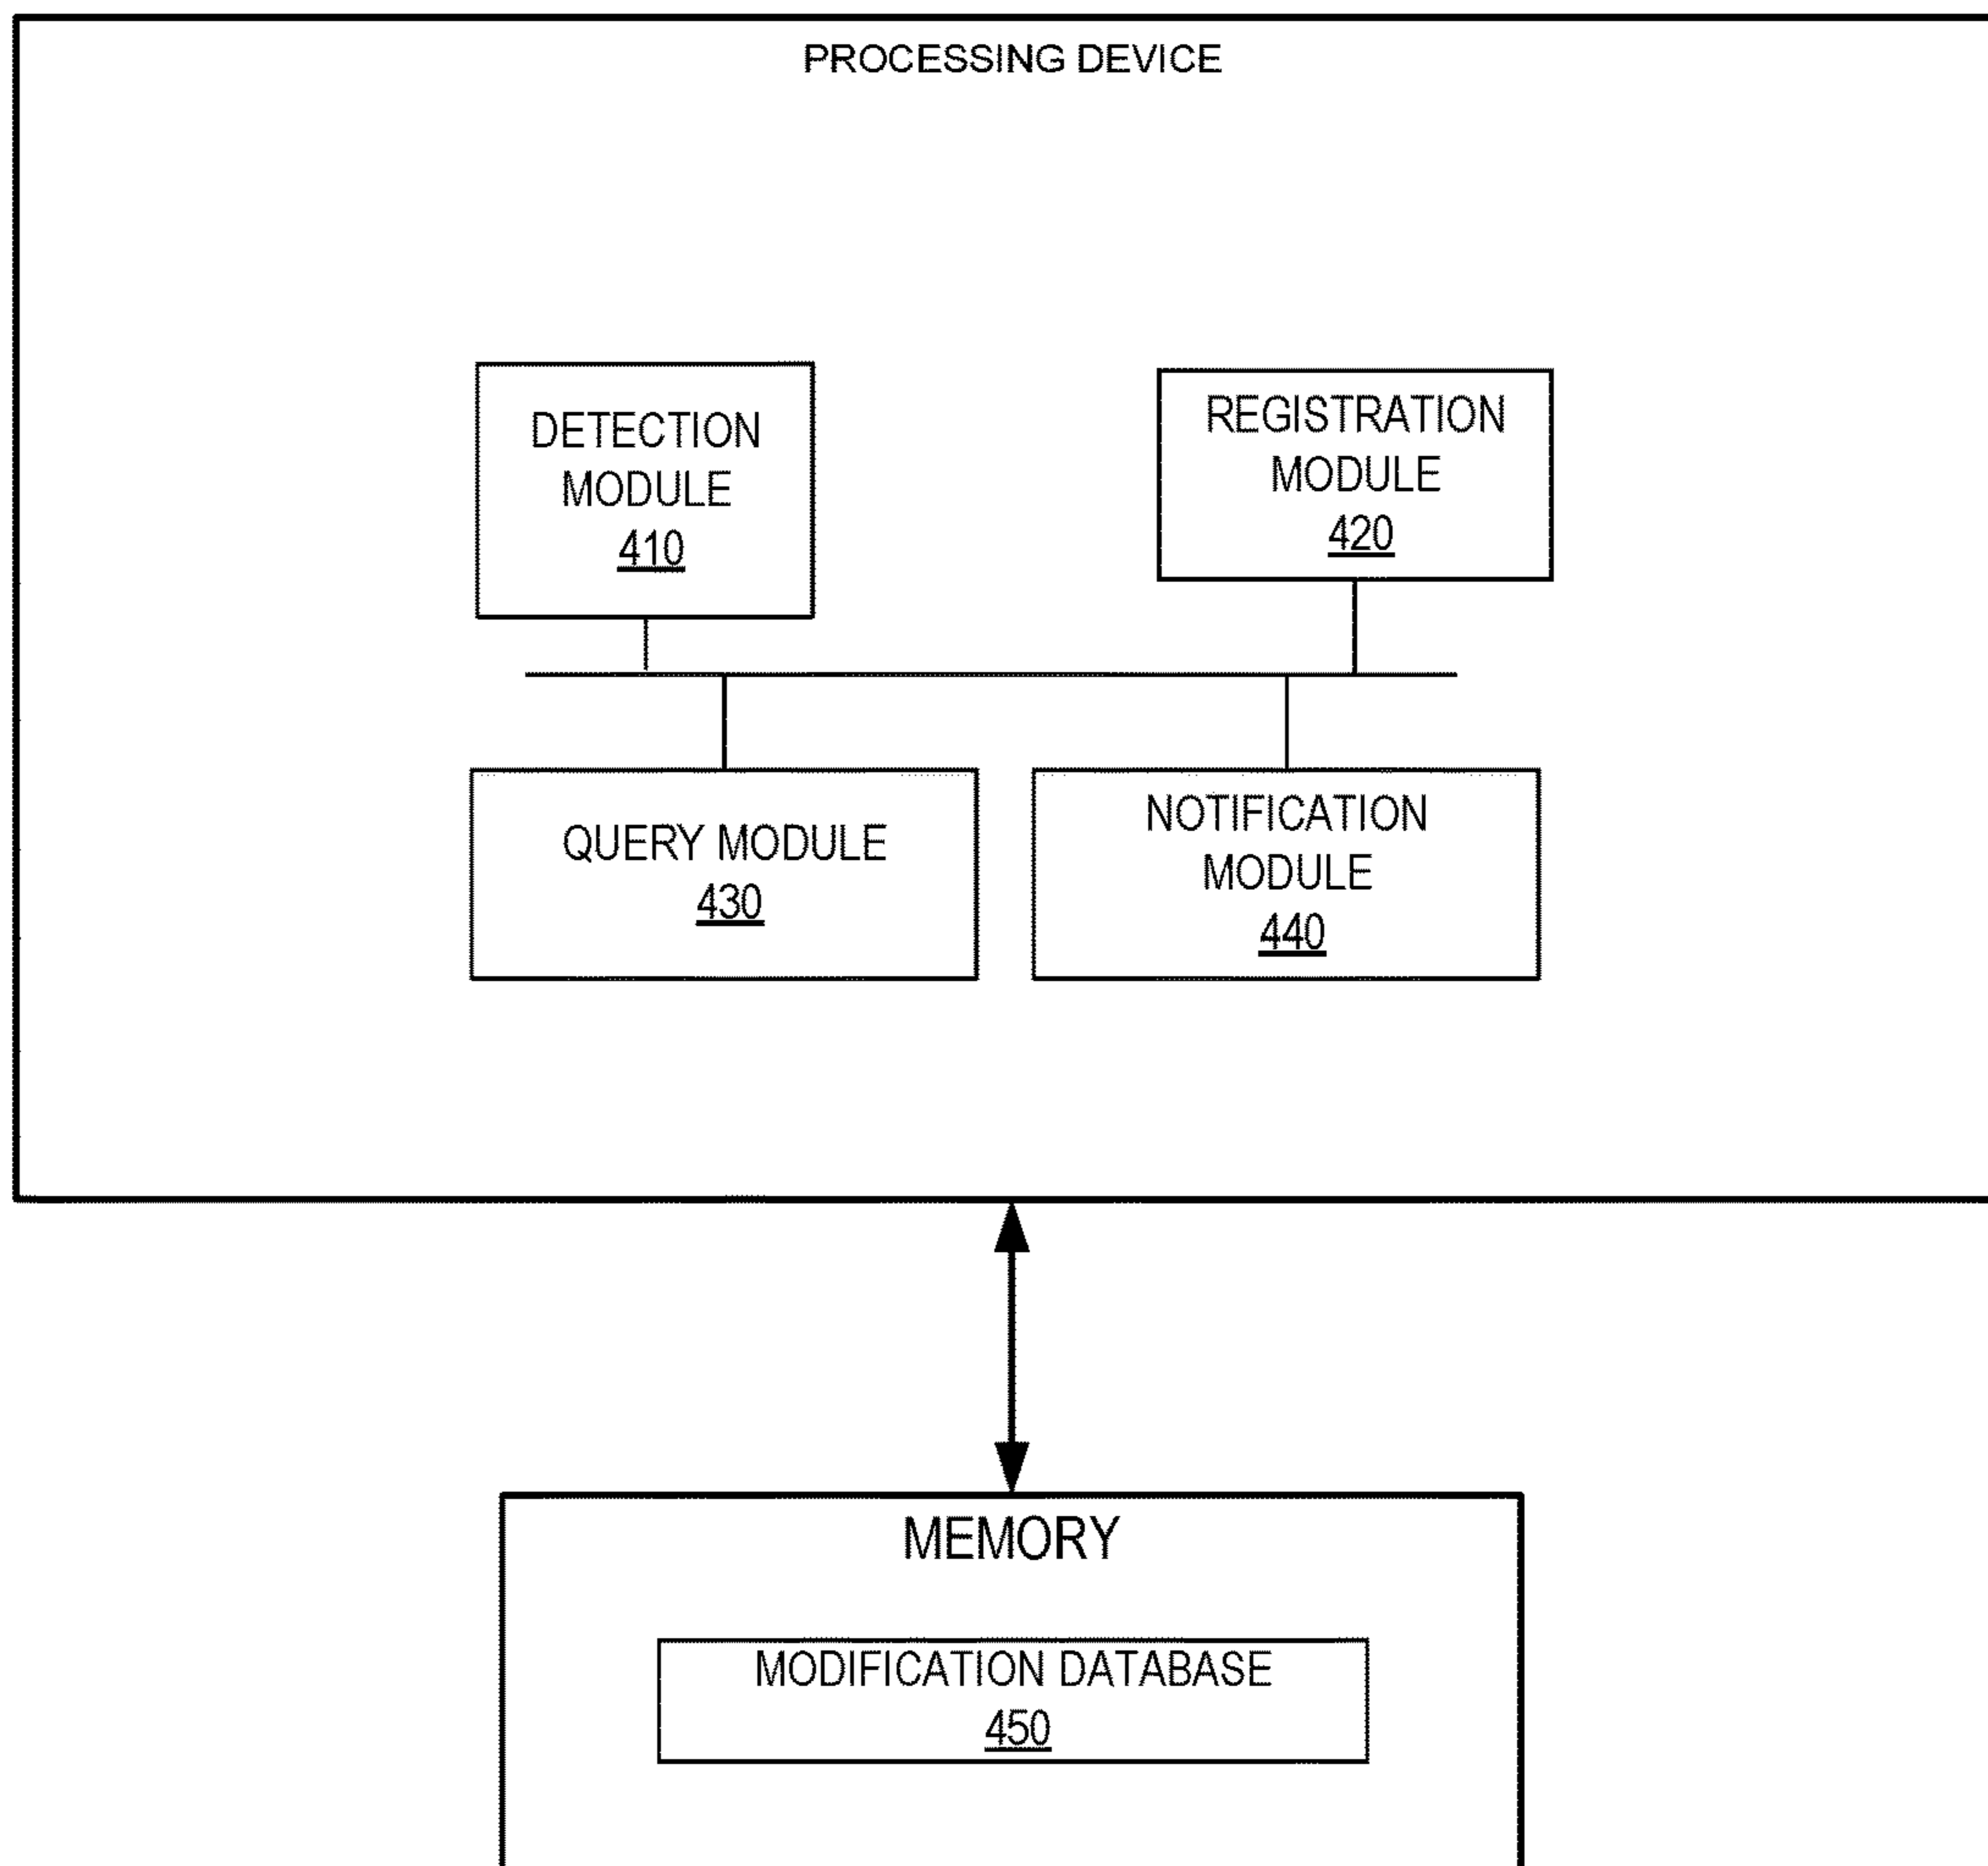 PROCESSING DEVICE
DETECTION
MODULE
410
REGISTRATION
MODULE
420
QUERY MODULE
430
NOTIFICATION
MODULE
440
MEMORY
MODIFICATION DATABASE
450